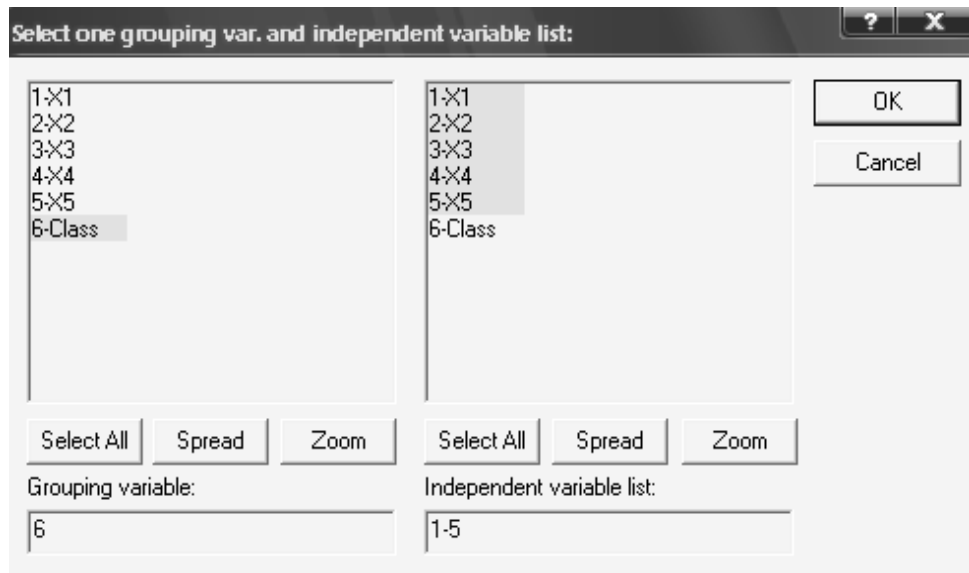 Select one grouping var. and independent variable list:
? X
1-X1
2-X2
3-X3
4-X4
5-X5
6-Class
Select All Spread Zoom
Grouping variable:
6
1-X1
2-X2
3-X3
4-X4
5-X5
6-Class
Select All Spread Zoom
Independent variable list:
1-5
OK
Cancel